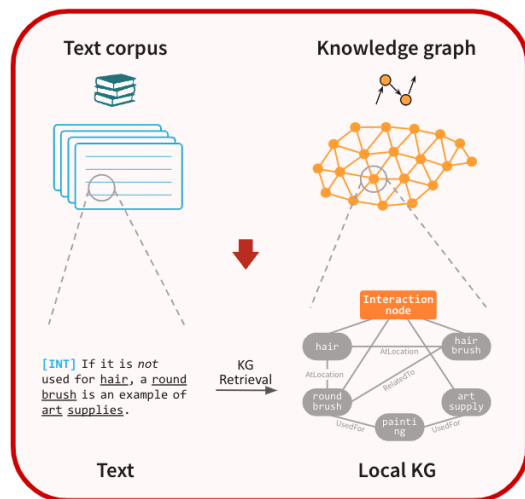 Text corpus
Knowledge graph
Interaction
node
hair
hair
brush
AtLocation
AtLocation
RelatedTo
round
brush
art
supply
painti
ng
UsedFor
UsedFor
[INT] If it is not
used for hair, a round
brush is an example of
art supplies.
KG
Retrieval
Text
Local KG